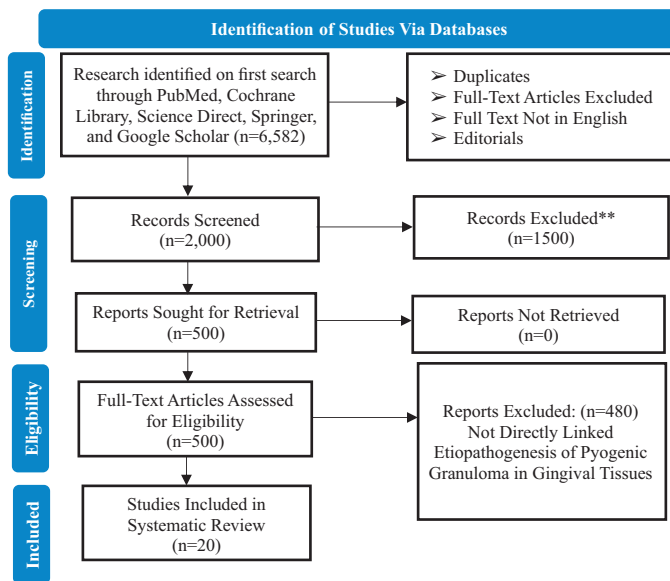 Identification of Studies Via Databases
Identification
Research identified on first search
through PubMed, Cochrane
Library, Science Direct, Springer,
and Google Scholar (n=6,582)
➢ Duplicates
➢ Full-Text Articles Excluded
➢ Full Text Not in English
➢ Editorials
Screening
Records Screened
(n=2,000)
Records Excluded**
(n=1500)
Reports Sought for Retrieval
(n=500)
Reports Not Retrieved
(n=0)
Eligibility
Full-Text Articles Assessed
for Eligibility
(n=500)
Reports Excluded: (n=480)
Not Directly Linked
Etiopathogenesis of Pyogenic
Granuloma in Gingival Tissues
Included
Studies Included in
Systematic Review
(n=20)